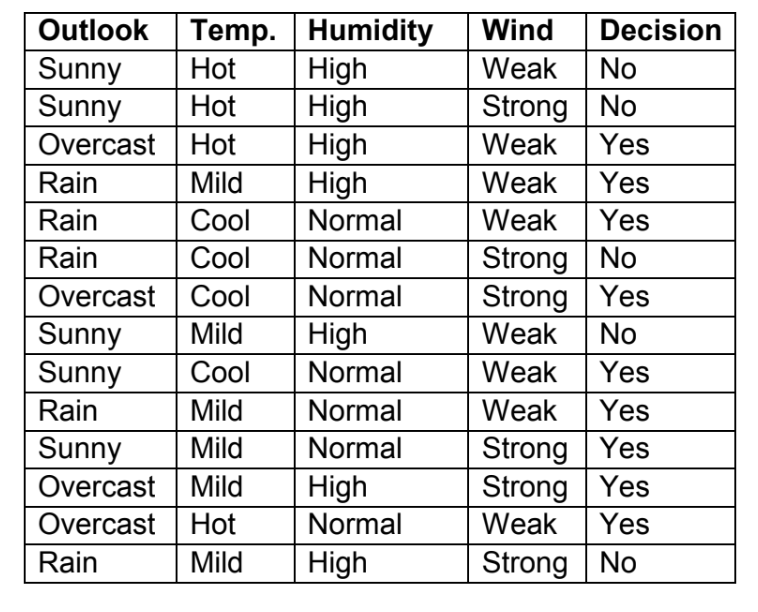 Outlook Temp. Humidity Wind Decision
Sunny Hot High Weak No
Sunny Hot High Strong No
Overcast Hot High Weak Yes
Rain Mild High Weak Yes
Rain Cool Normal Weak Yes
Rain Cool Normal Strong No
Overcast Cool Normal Strong Yes
Sunny Mild High Weak No
Sunny Cool Normal Weak Yes
Rain Mild Normal Weak Yes
Sunny Mild Normal Strong Yes
Overcast Mild High Strong Yes
Overcast Hot Normal Weak Yes
Rain Mild High Strong No